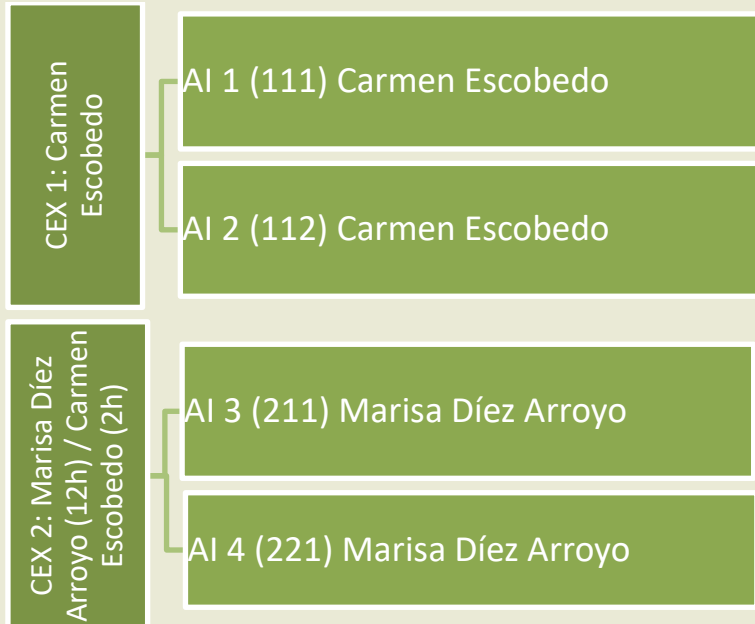 CEX 1: Carmen
Escobedo
AI 1 (111) Carmen Escobedo
AI 2 (112) Carmen Escobedo
CEX 2: Marisa Díez
Arroyo (12h) / Carmen
Escobedo (2h)
AI 3 (211) Marisa Díez Arroyo
AI 4 (221) Marisa Díez Arroyo